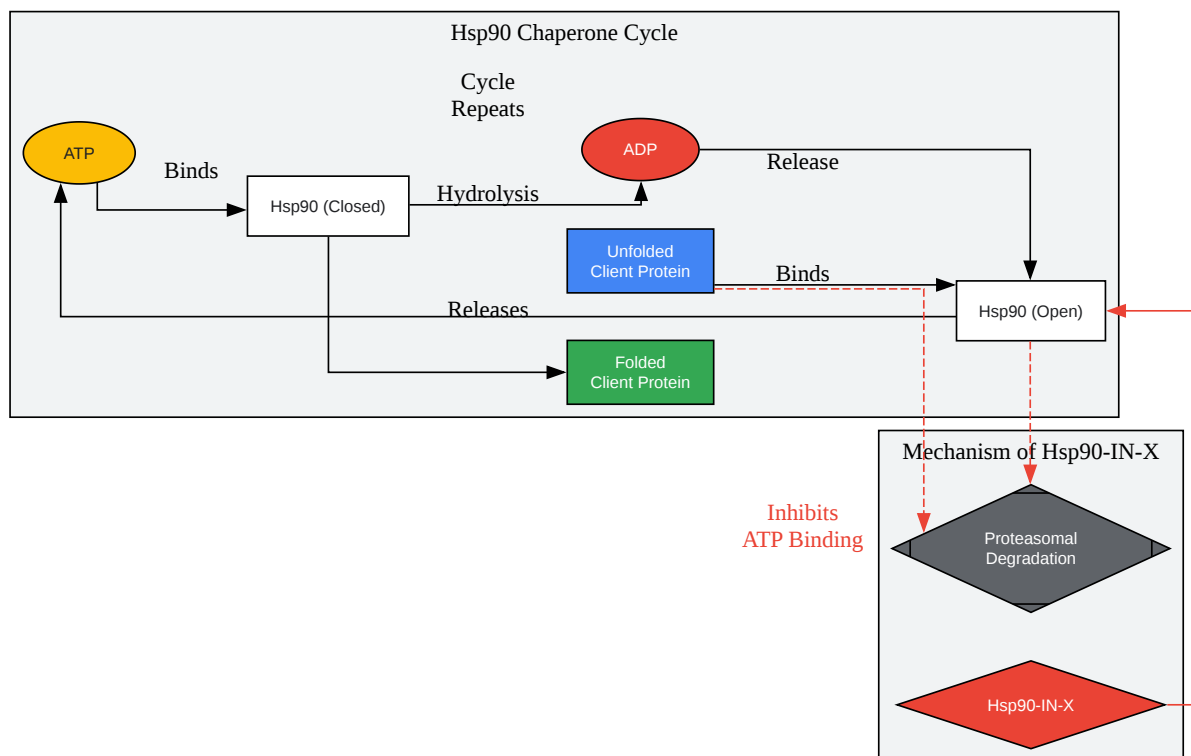 Hsp90 Chaperone Cycle
Cycle
Repeats
ATP
Binds
Hsp90 (Closed)
Hydrolysis
ADP
Release
Unfolded
Client Protein
Binds
Hsp90 (Open)
Releases
Folded
Client Protein
Mechanism of Hsp90-IN-X
Inhibits
ATP Binding
Proteasomal
Degradation
Hsp90-IN-X